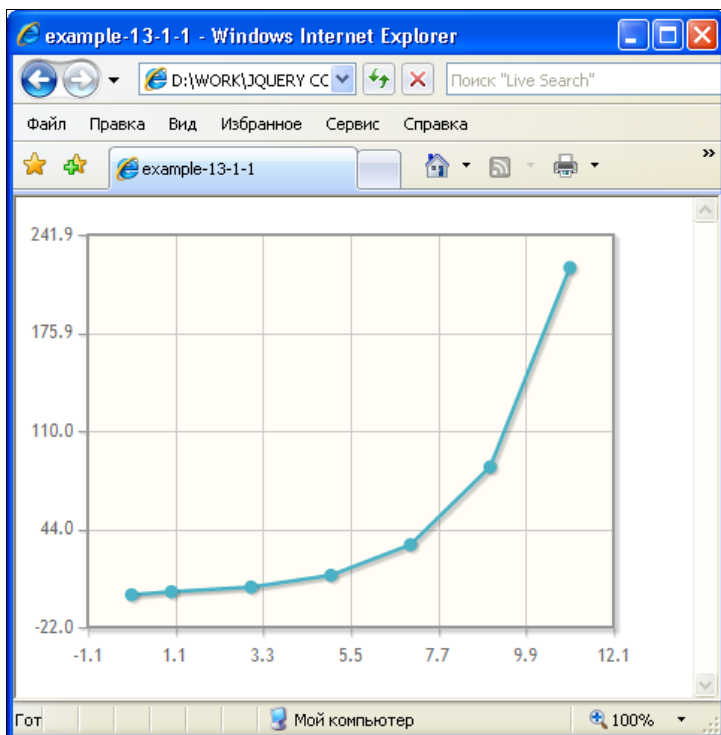 example-13-1-1 - Windows Internet Explorer
D:\WORK\JQUERY CC
Поиск "Live Search"
Файл Правка Вид Избранное Сервис Справка
example-13-1-1
»
241.9
175.9
110.0
44.0
-22.0
-1.1 1.1 3.3 5.5 7.7 9.9 12.1
Гот Мой компьютер 100%